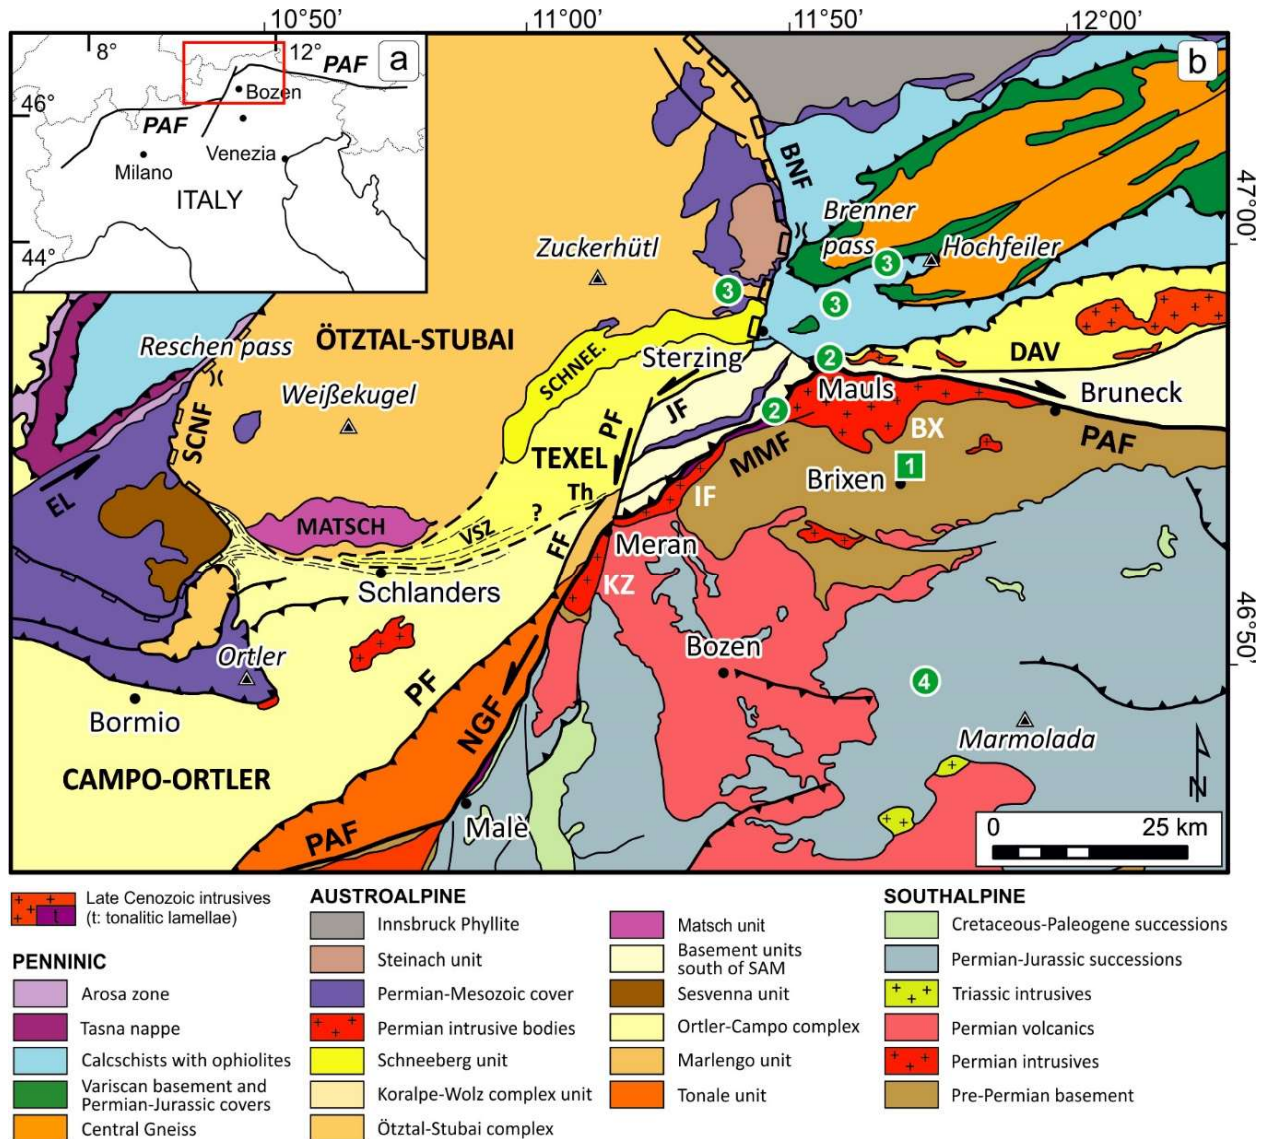 10°50’
11°00’
11°50’
12°00’
8°
12°
PAF
a
46°
Bozen
PAF
Venezia
Milano
ITALY
44°
b
BNF
47°00’
Brenner
pass
Zuckerhütl
Hochfeiler
3
3
3
Reschen pass
ÖTZTAL-STUBAI
SCHNEE.
Sterzing
2
DAV
Weißekugel
Mauls
Bruneck
SCNF
PF
JF
2
BX
PAF
TEXEL
MMF
1
EL
Th
IF
Brixen
MATSCH
VSZ
?
FF
Meran
Schlanders
KZ
46°50’
Ortler
Bozen
PF
4
Bormio
NGF
Marmolada
CAMPO-ORTLER
N
PAF
Malè
0
25 km
Late Cenozoic intrusives
t
(t: tonalitic lamellae)
PENNINIC
Arosa zone
Tasna nappe
Calcschists with ophiolites
Variscan basement and
Permian-Jurassic covers
Central Gneiss
AUSTROALPINE
Innsbruck Phyllite
Steinach unit
Permian-Mesozoic cover
Permian intrusive bodies
Schneeberg unit
Koralpe-Wolz complex unit
Ötztal-Stubai complex
Matsch unit
Basement units
south of SAM
Sesvenna unit
Ortler-Campo complex
Marlengo unit
Tonale unit
SOUTHALPINE
Cretaceous-Paleogene successions
Permian-Jurassic successions
Triassic intrusives
Permian volcanics
Permian intrusives
Pre-Permian basement